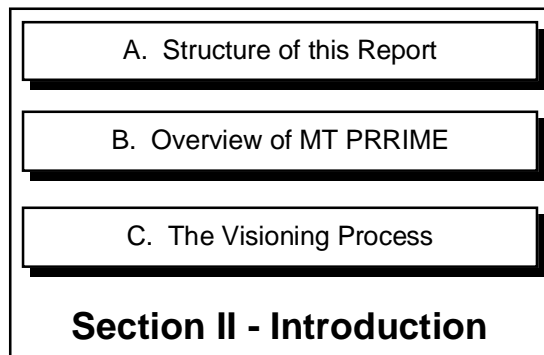 A. Structure of this Report
B. Overview of MT PRRIME
C. The Visioning Process
Section II - Introduction